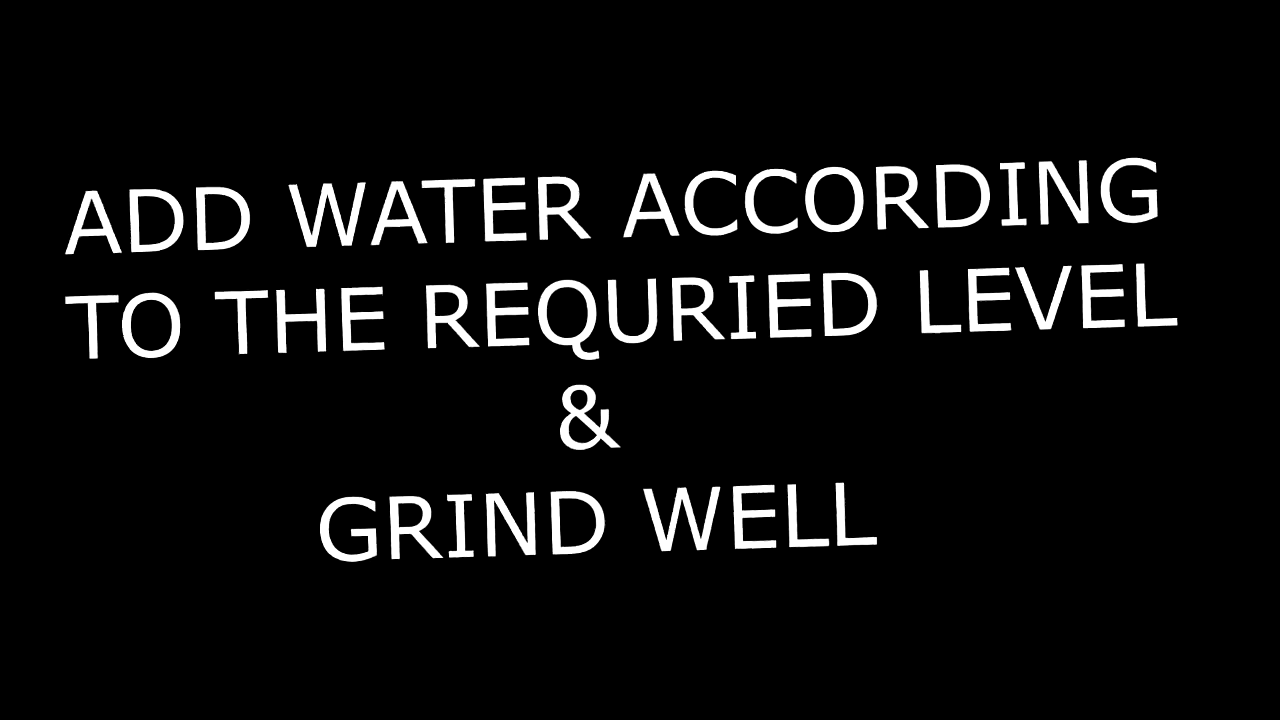 ADD WATER ACCORDING
TO THE REQURIED LEVEL
&
GRIND WELL